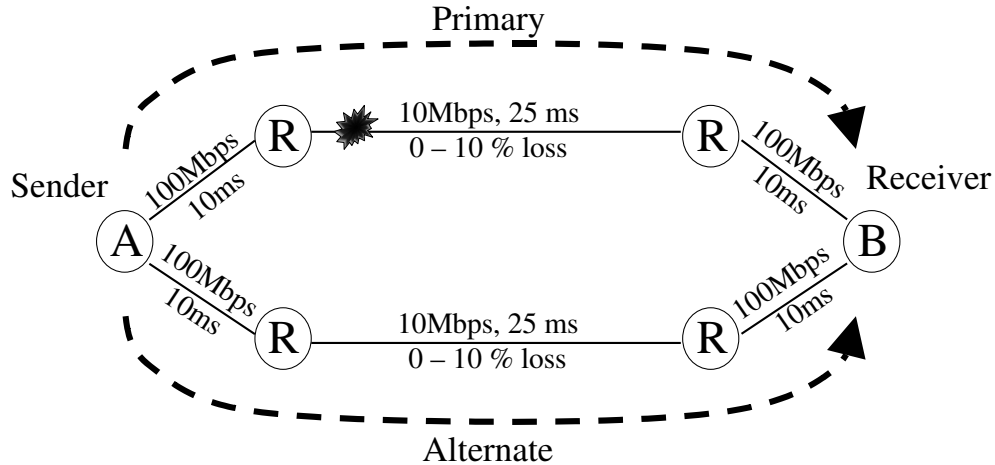 Primary
R
10Mbps, 25 ms
0 – 10 % loss
R
100Mbps
10ms
100Mbps
10ms
Sender
Receiver
A
B
100Mbps
10ms
100Mbps
10ms
R
10Mbps, 25 ms
0 – 10 % loss
R
Alternate